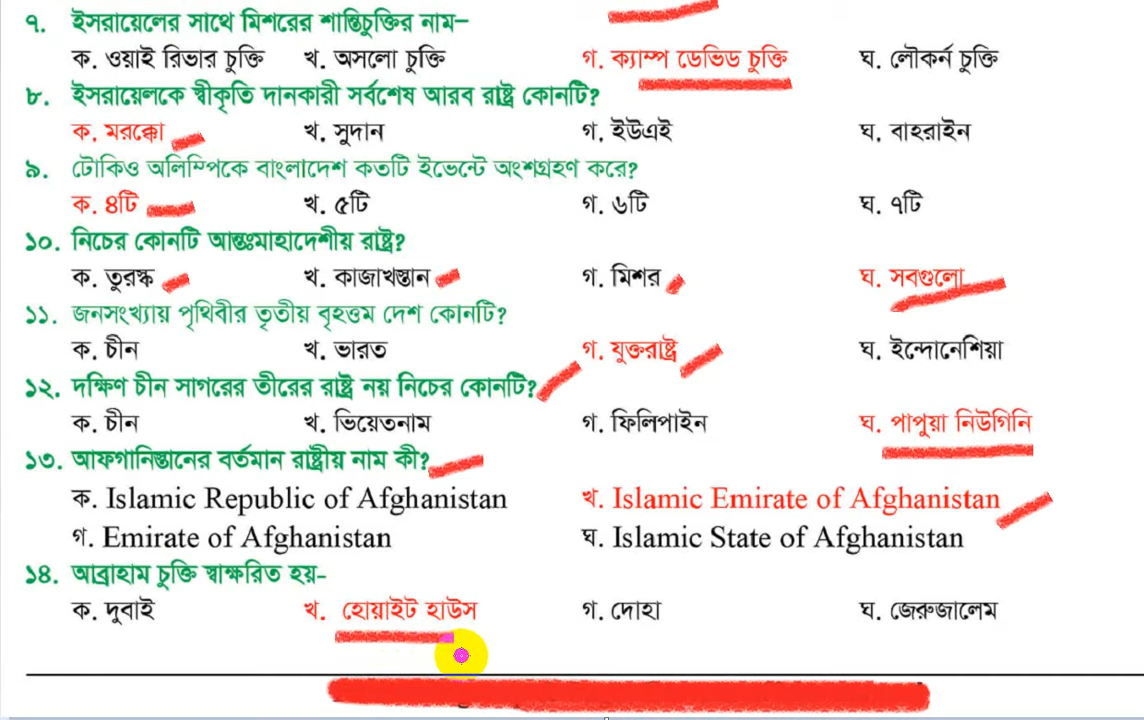 ৭. ইসরায়েলের সাথে মিশরের শান্তিচুক্তির নাম–
ক. ওয়াই রিভার চুক্তি খ. অসলো চুক্তি গ. ক্যাম্প ডেভিড চুক্তি ঘ. লৌকর্ন চুক্তি
৮. ইসরায়েলকে স্বীকৃতি দানকারী সর্বশেষ আরব রাষ্ট্র কোনটি?
ক. মরক্কো খ. সুদান গ. ইউএই ঘ. বাহরাইন
৯. টোকিও অলিম্পিকে বাংলাদেশ কতটি ইভেন্টে অংশগ্রহণ করে?
ক. ৪টি খ. ৫টি গ. ৬টি ঘ. ৭টি
১০. নিচের কোনটি আন্তঃমাহাদেশীয় রাষ্ট্র?
ক. তুরস্ক খ. কাজাখস্তান গ. মিশর ঘ. সবগুলো
১১. জনসংখ্যায় পৃথিবীর তৃতীয় বৃহত্তম দেশ কোনটি?
ক. চীন খ. ভারত গ. যুক্তরাষ্ট্র ঘ. ইন্দোনেশিয়া
১২. দক্ষিণ চীন সাগরের তীরের রাষ্ট্র নয় নিচের কোনটি?
ক. চীন খ. ভিয়েতনাম গ. ফিলিপাইন ঘ. পাপুয়া নিউগিনি
১৩. আফগানিস্তানের বর্তমান রাষ্ট্রীয় নাম কী?
ক. Islamic Republic of Afghanistan খ. Islamic Emirate of Afghanistan
গ. Emirate of Afghanistan ঘ. Islamic State of Afghanistan
১৪. আব্রাহাম চুক্তি স্বাক্ষরিত হয়-
ক. দুবাই খ. হোয়াইট হাউস গ. দোহা ঘ. জেরুজালেম